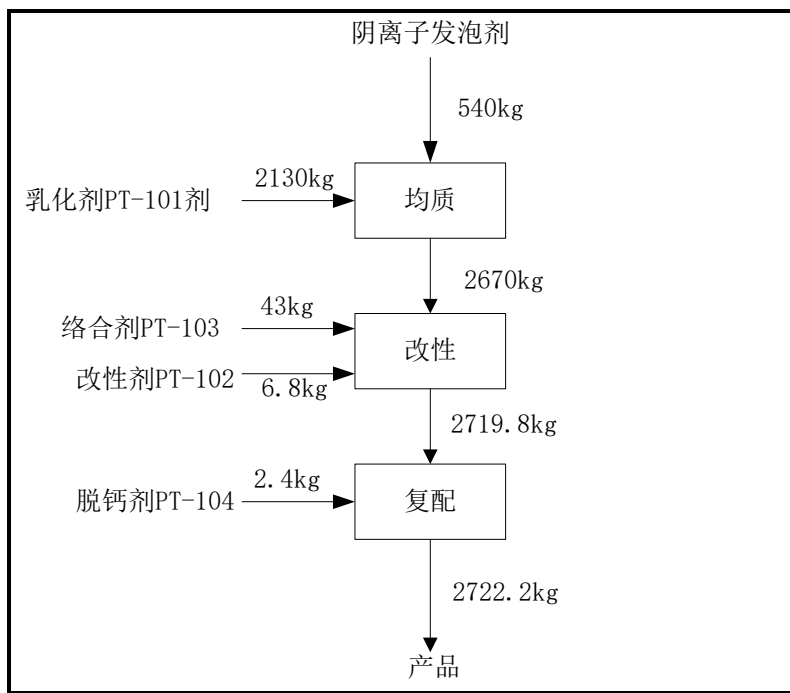 阴离子发泡剂
540kg
乳化剂PT-101剂
2130kg
均质
2670kg
络合剂PT-103
43kg
改性剂PT-102
6.8kg
改性
2719.8kg
脱钙剂PT-104
2.4kg
复配
2722.2kg
产品